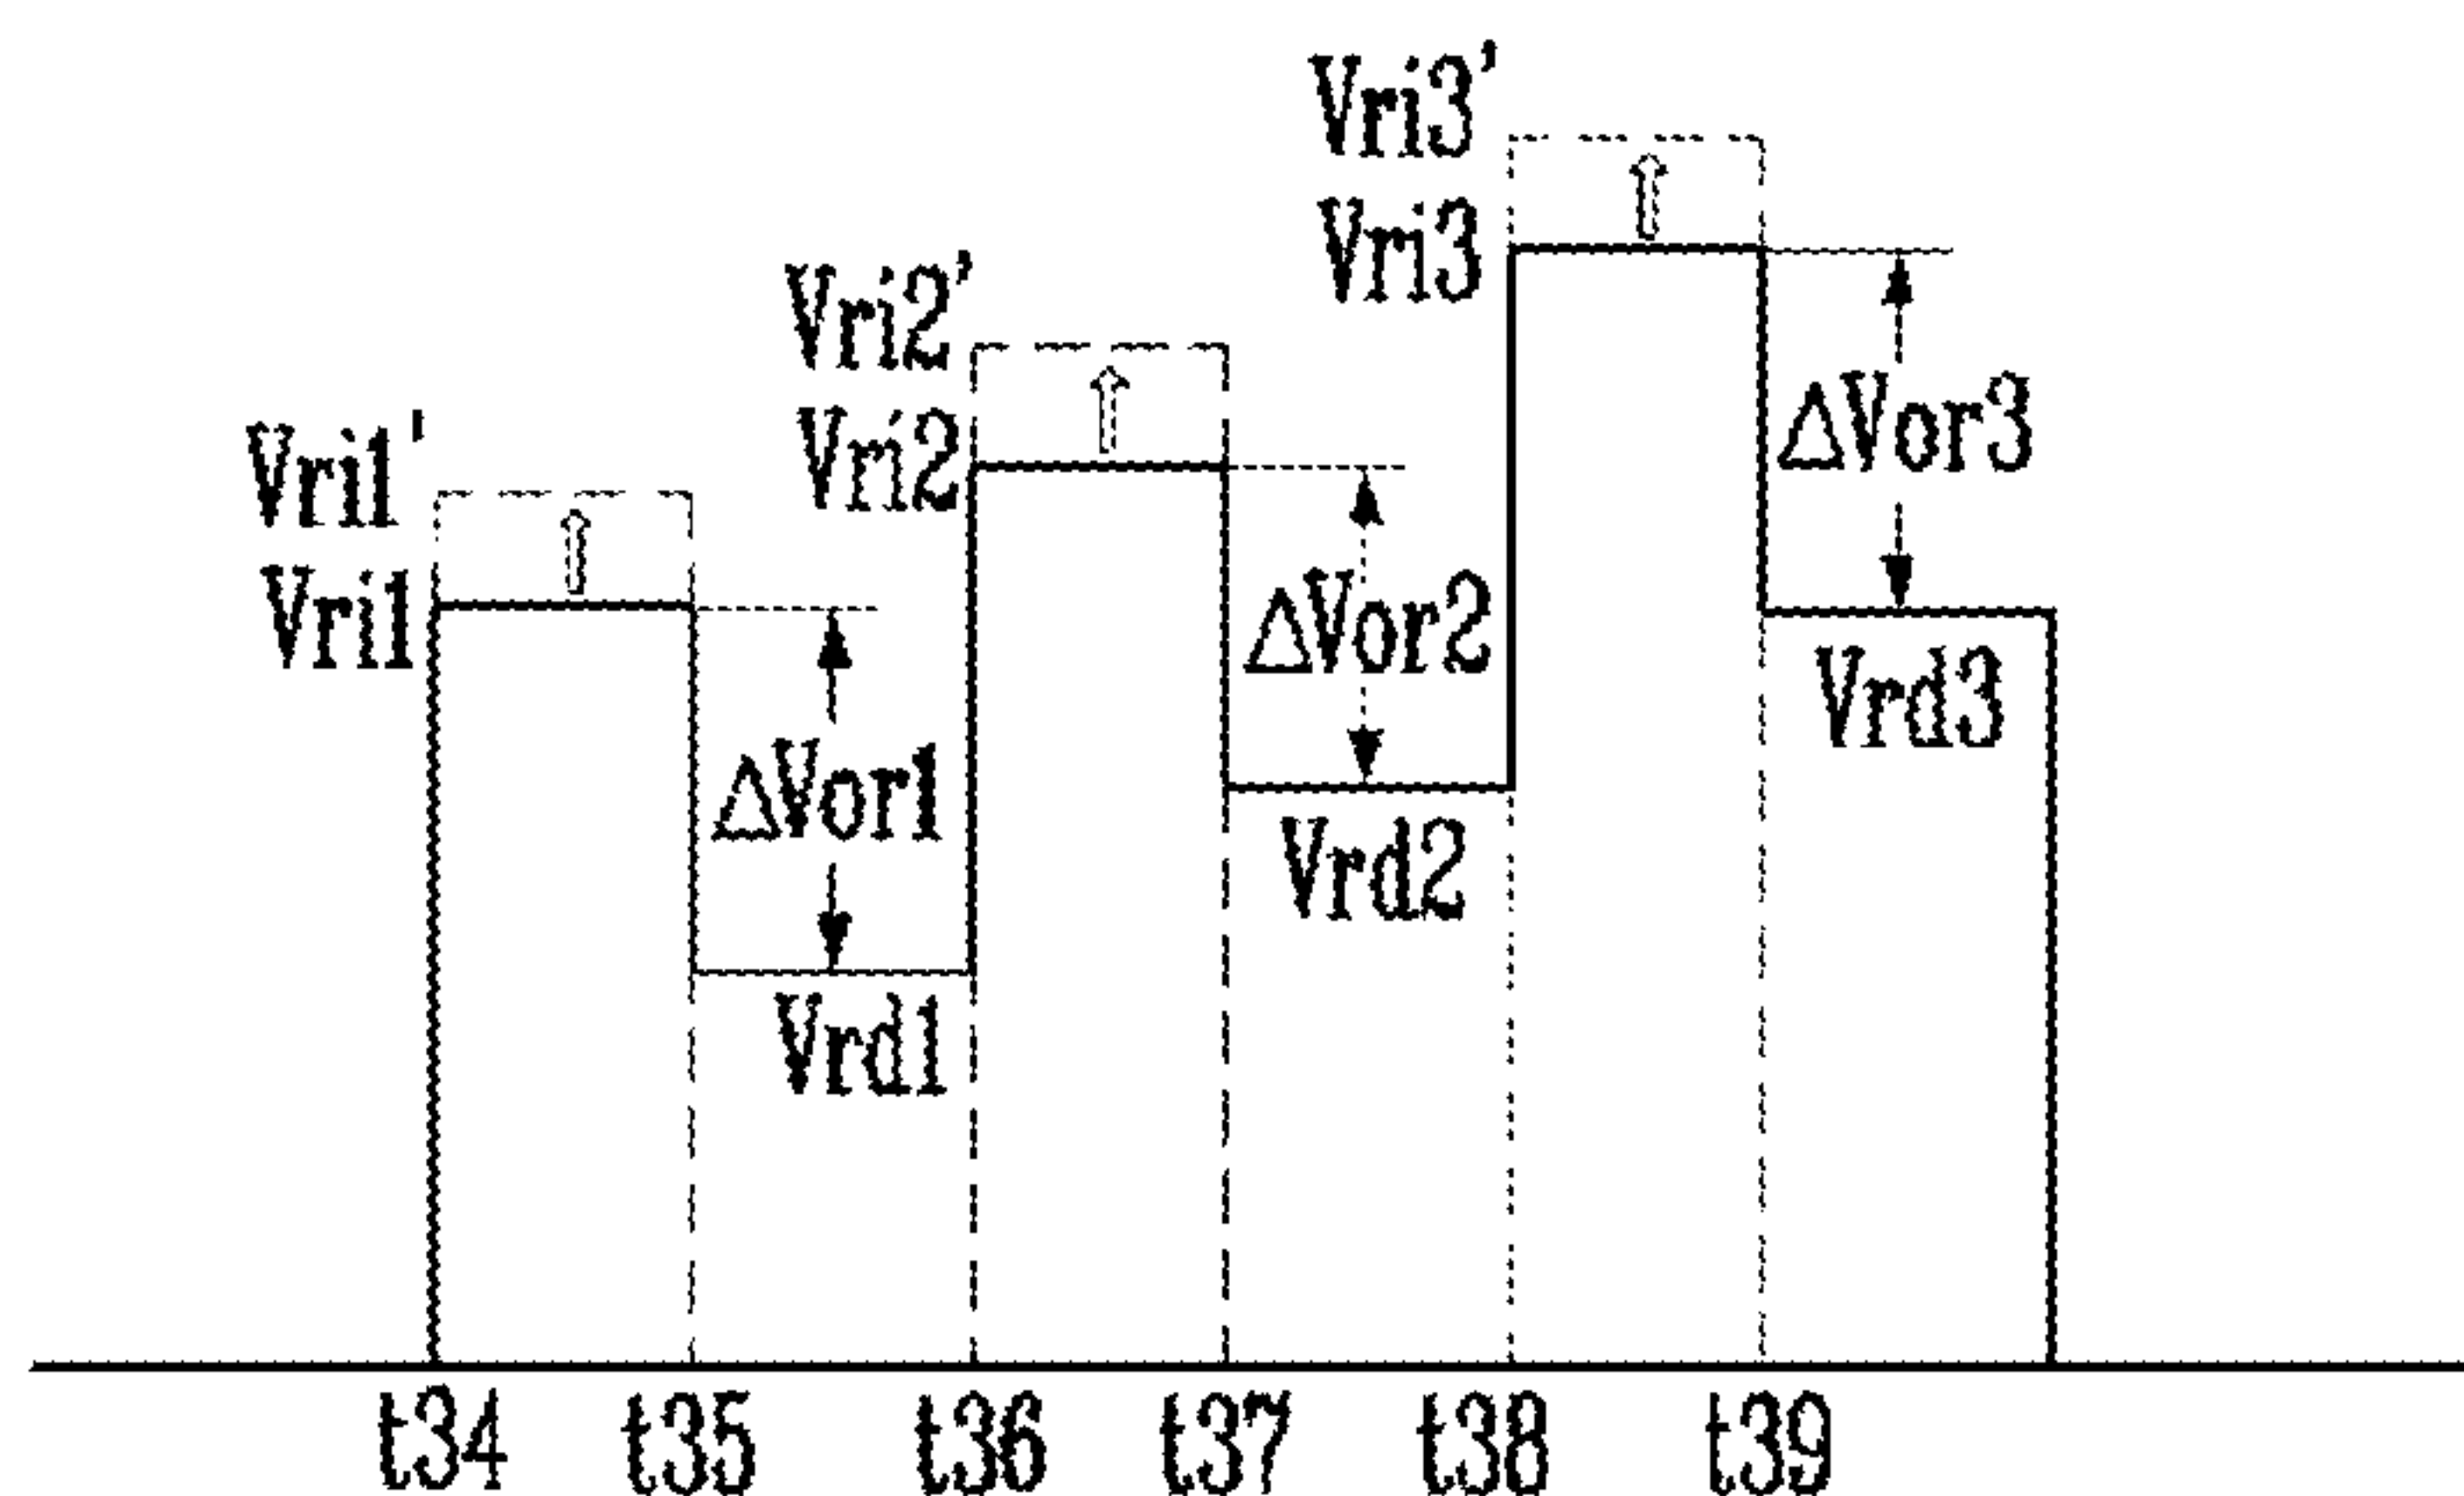 Vri3'
Vri3
Vri2'
Vri2
ΔVor3
Vri1'
Vri1
ΔVor2
Vrd3
ΔVor1
Vrd2
Vrd1
t34 t35 t36 t37 t38 t39